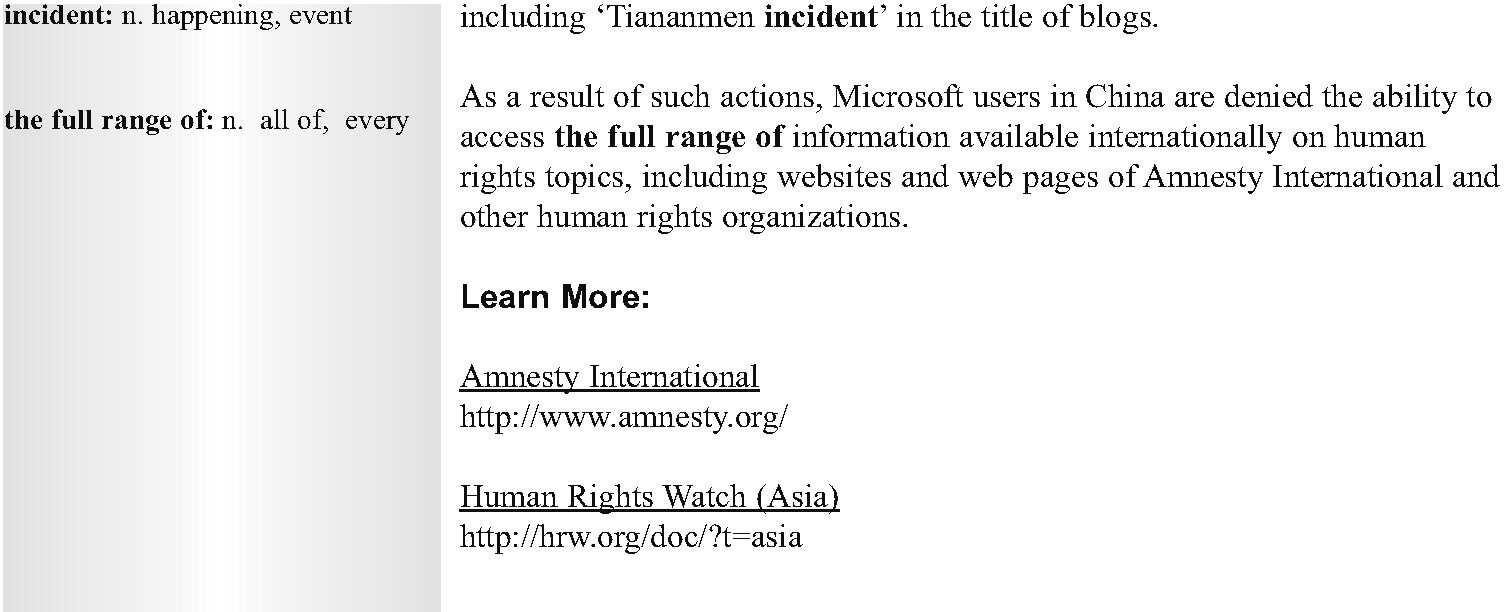 incident: n. happening, event
the full range of: n. all of, every
including ‘Tiananmen incident’ in the title of blogs.
As a result of such actions, Microsoft users in China are denied the ability to
access the full range of information available internationally on human
rights topics, including websites and web pages of Amnesty International and
other human rights organizations.
Learn More:
Amnesty International
http://www.amnesty.org/
Human Rights Watch (Asia)
http://hrw.org/doc/?t=asia